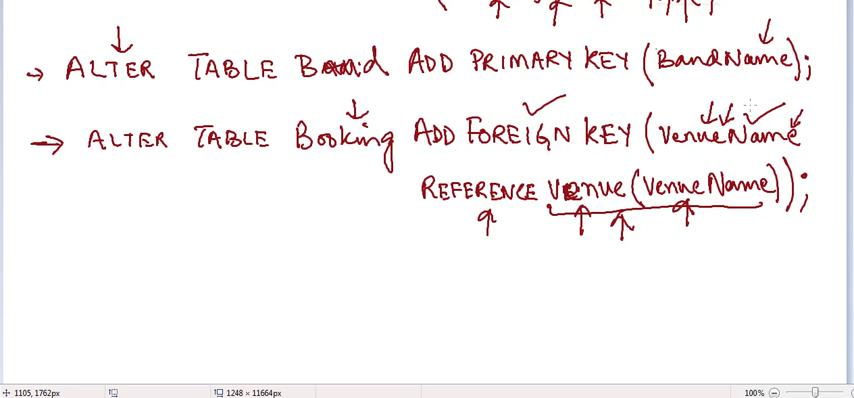 → ALTER TABLE Band ADD PRIMARY KEY (BandName);
→ ALTER TABLE Booking ADD FOREIGN KEY (VenueName
REFERENCE Venue(VenueName));
1105, 1762px 1248 × 11664px 100%